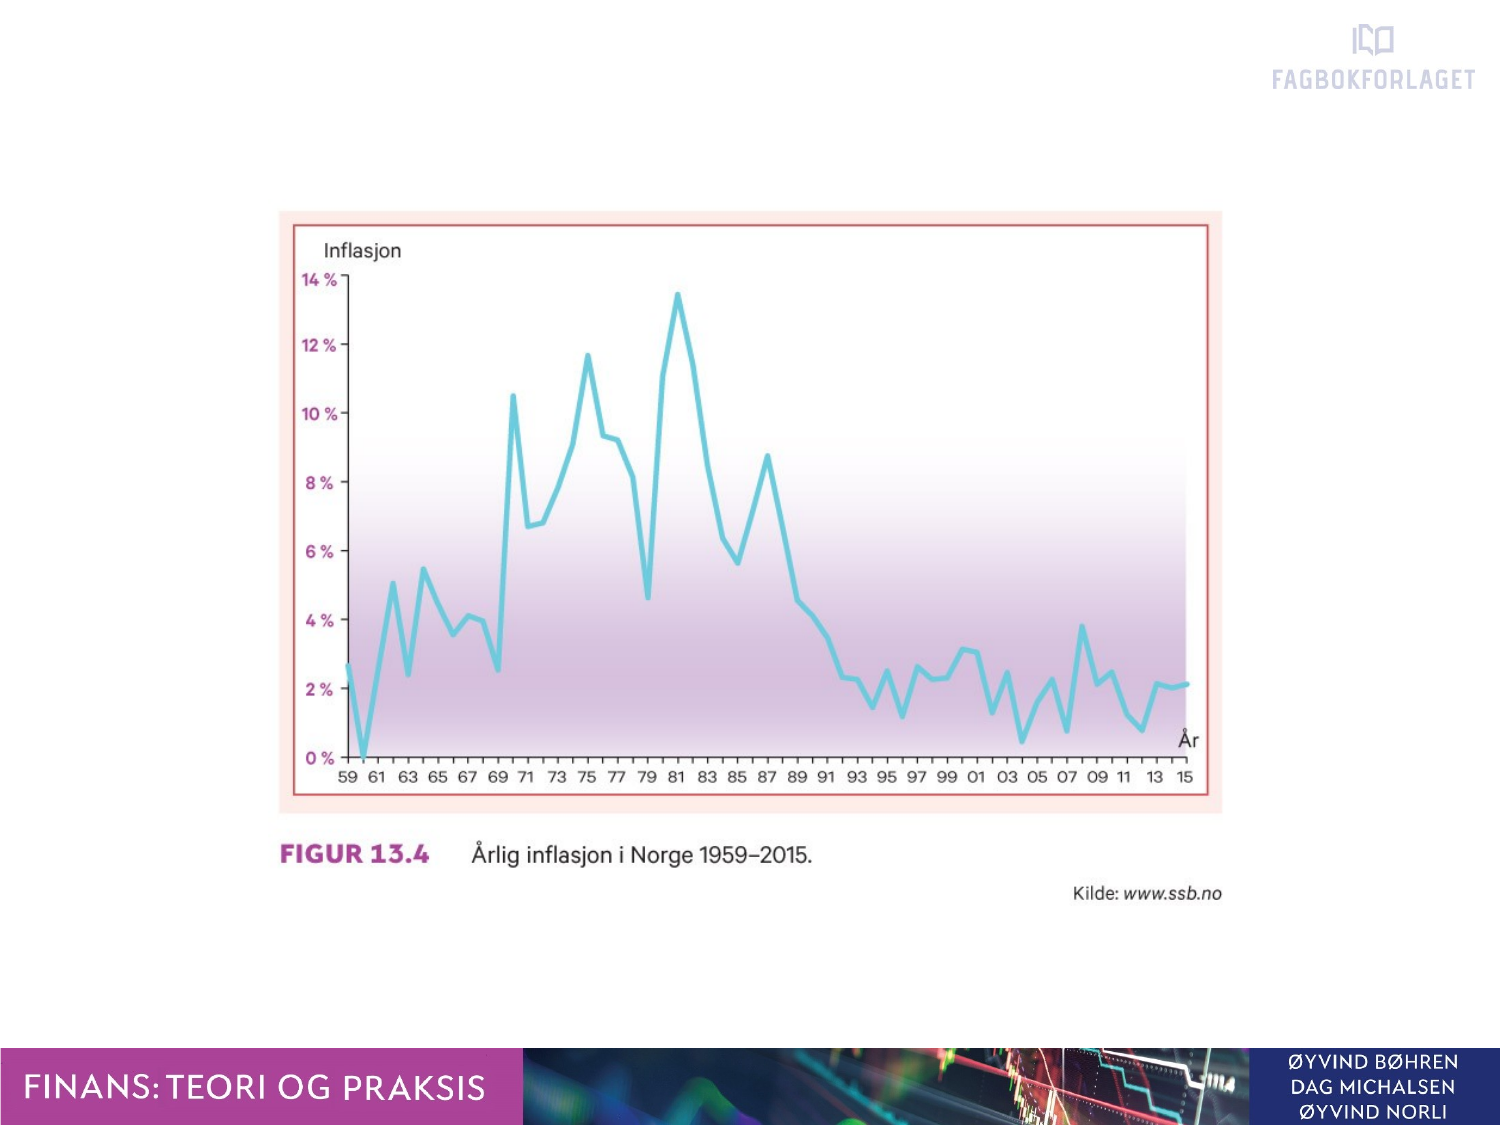 FAGBOKFORLAGET
Inflasjon
14 %
12 %
10 %
8 %
6 %
4 %
2 %
0 %
År
59 61 63 65 67 69 71 73 75 77 79 81 83 85 87 89 91 93 95 97 99 01 03 05 07 09 11 13 15
FIGUR 13.4 Årlig inflasjon i Norge 1959–2015.
Kilde: www.ssb.no
FINANS: TEORI OG PRAKSIS
ØYVIND BØHREN
DAG MICHALSEN
ØYVIND NORLI